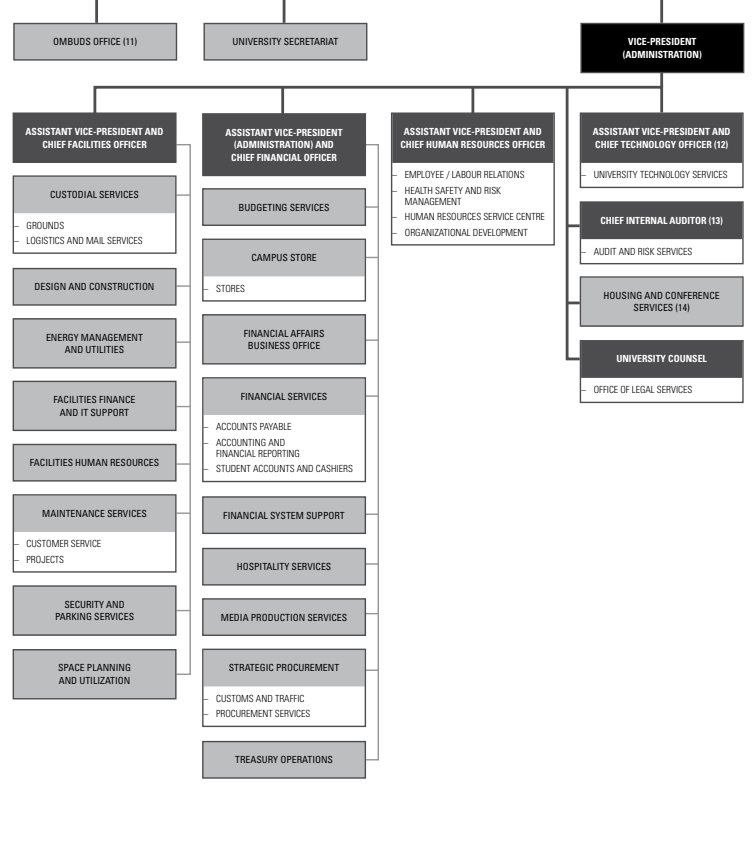 OMBUDS OFFICE (11)
UNIVERSITY SECRETARIAT
VICE-PRESIDENT
(ADMINISTRATION)
ASSISTANT VICE-PRESIDENT AND
CHIEF FACILITIES OFFICER
CUSTODIAL SERVICES
– GROUNDS
– LOGISTICS AND MAIL SERVICES
DESIGN AND CONSTRUCTION
ENERGY MANAGEMENT
AND UTILITIES
FACILITIES FINANCE
AND IT SUPPORT
FACILITIES HUMAN RESOURCES
MAINTENANCE SERVICES
– CUSTOMER SERVICE
– PROJECTS
SECURITY AND
PARKING SERVICES
SPACE PLANNING
AND UTILIZATION
ASSISTANT VICE-PRESIDENT
(ADMINISTRATION) AND
CHIEF FINANCIAL OFFICER
BUDGETING SERVICES
CAMPUS STORE
– STORES
FINANCIAL AFFAIRS
BUSINESS OFFICE
FINANCIAL SERVICES
– ACCOUNTS PAYABLE
– ACCOUNTING AND
FINANCIAL REPORTING
– STUDENT ACCOUNTS AND CASHIERS
FINANCIAL SYSTEM SUPPORT
HOSPITALITY SERVICES
MEDIA PRODUCTION SERVICES
STRATEGIC PROCUREMENT
– CUSTOMS AND TRAFFIC
– PROCUREMENT SERVICES
TREASURY OPERATIONS
ASSISTANT VICE-PRESIDENT AND
CHIEF HUMAN RESOURCES OFFICER
– EMPLOYEE / LABOUR RELATIONS
– HEALTH SAFETY AND RISK
MANAGEMENT
– HUMAN RESOURCES SERVICE CENTRE
– ORGANIZATIONAL DEVELOPMENT
ASSISTANT VICE-PRESIDENT AND
CHIEF TECHNOLOGY OFFICER (12)
– UNIVERSITY TECHNOLOGY SERVICES
CHIEF INTERNAL AUDITOR (13)
– AUDIT AND RISK SERVICES
HOUSING AND CONFERENCE
SERVICES (14)
UNIVERSITY COUNSEL
– OFFICE OF LEGAL SERVICES